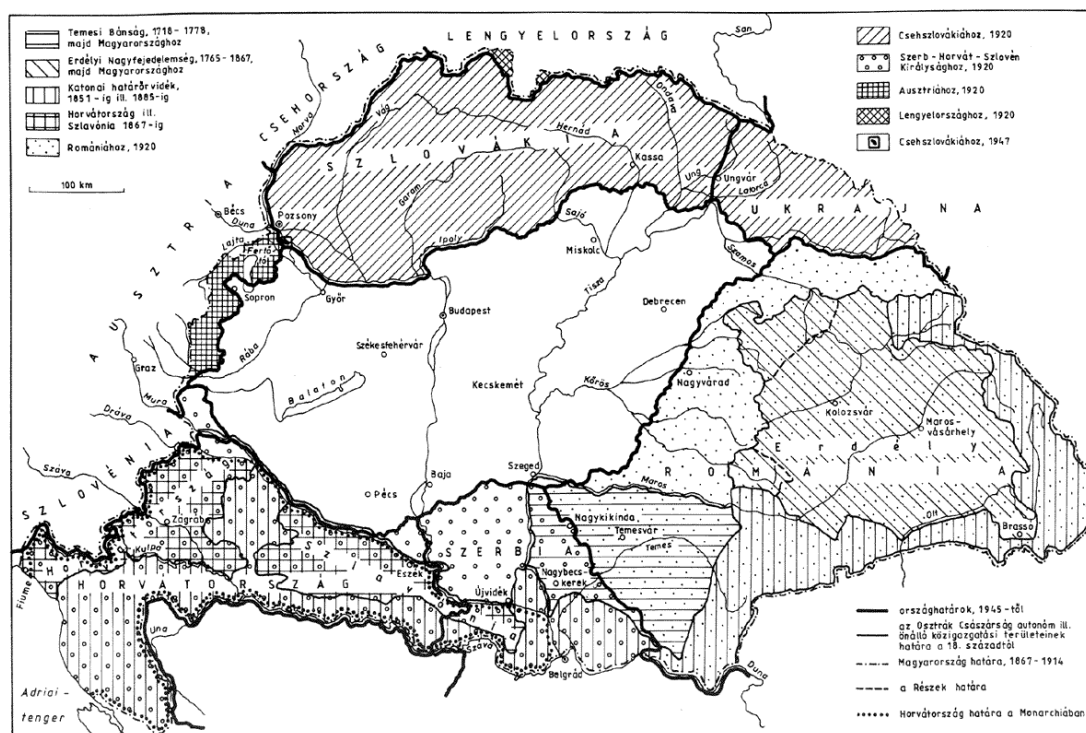 Temesi Bánság, 1718-1778,
majd Magyarországhoz
Erdélyi Nagyfejedelemség, 1765-1867,
majd Magyarországhoz
Katonai határőrvidék,
1851-ig ill. 1885-ig
Horvátország ill.
Szlavónia 1867-ig
Romániához, 1920
100 km
Csehszlovákiához, 1920
Szerb-Horvát-Szlovén
Királysághoz, 1920
Ausztriához, 1920
Lengyelországhoz, 1920
Csehszlovákiához, 1947
LENGYELORSZÁG
San
CSEHORSZÁG
Morva
Vág
SZLOVÁKIA
Hernád
Ondava
Kassa
Garam
Ung
Ungvár
Latorca
UKRAJNA
AUSZTRIA
Bécs
Duna
Pozsony
Lajta
Fertő
tó
Ipoly
Sajó
Miskolc
Szamos
Sopron
Győr
Tisza
Debrecen
Budapest
Rába
Székesfehérvár
Graz
Balaton
Kecskemét
Körös
Nagyvárad
Mura
Kolozsvár
Maros-
vásárhely
Dráva
Erdély
SZLOVÉNIA
Száva
Baja
Szeged
Maros
ROMÁNIA
Pécs
Olt
Brassó
Zágráb
Nagykikinda
Temesvár
Temes
Kulpa
SZERBIA
Nagybecs-
kerek
Fiume
HORVÁTORSZÁG
Eszék
Újvidék
Una
Száva
Belgrád
Duna
Adriai-
tenger
országhatárok, 1945-től
az Osztrák Császárság autonóm ill.
önálló közigazgatási területeinek
határa a 18. századtól
Magyarország határa, 1867-1914
a Részek határa
Horvátország határa a Monarchiában